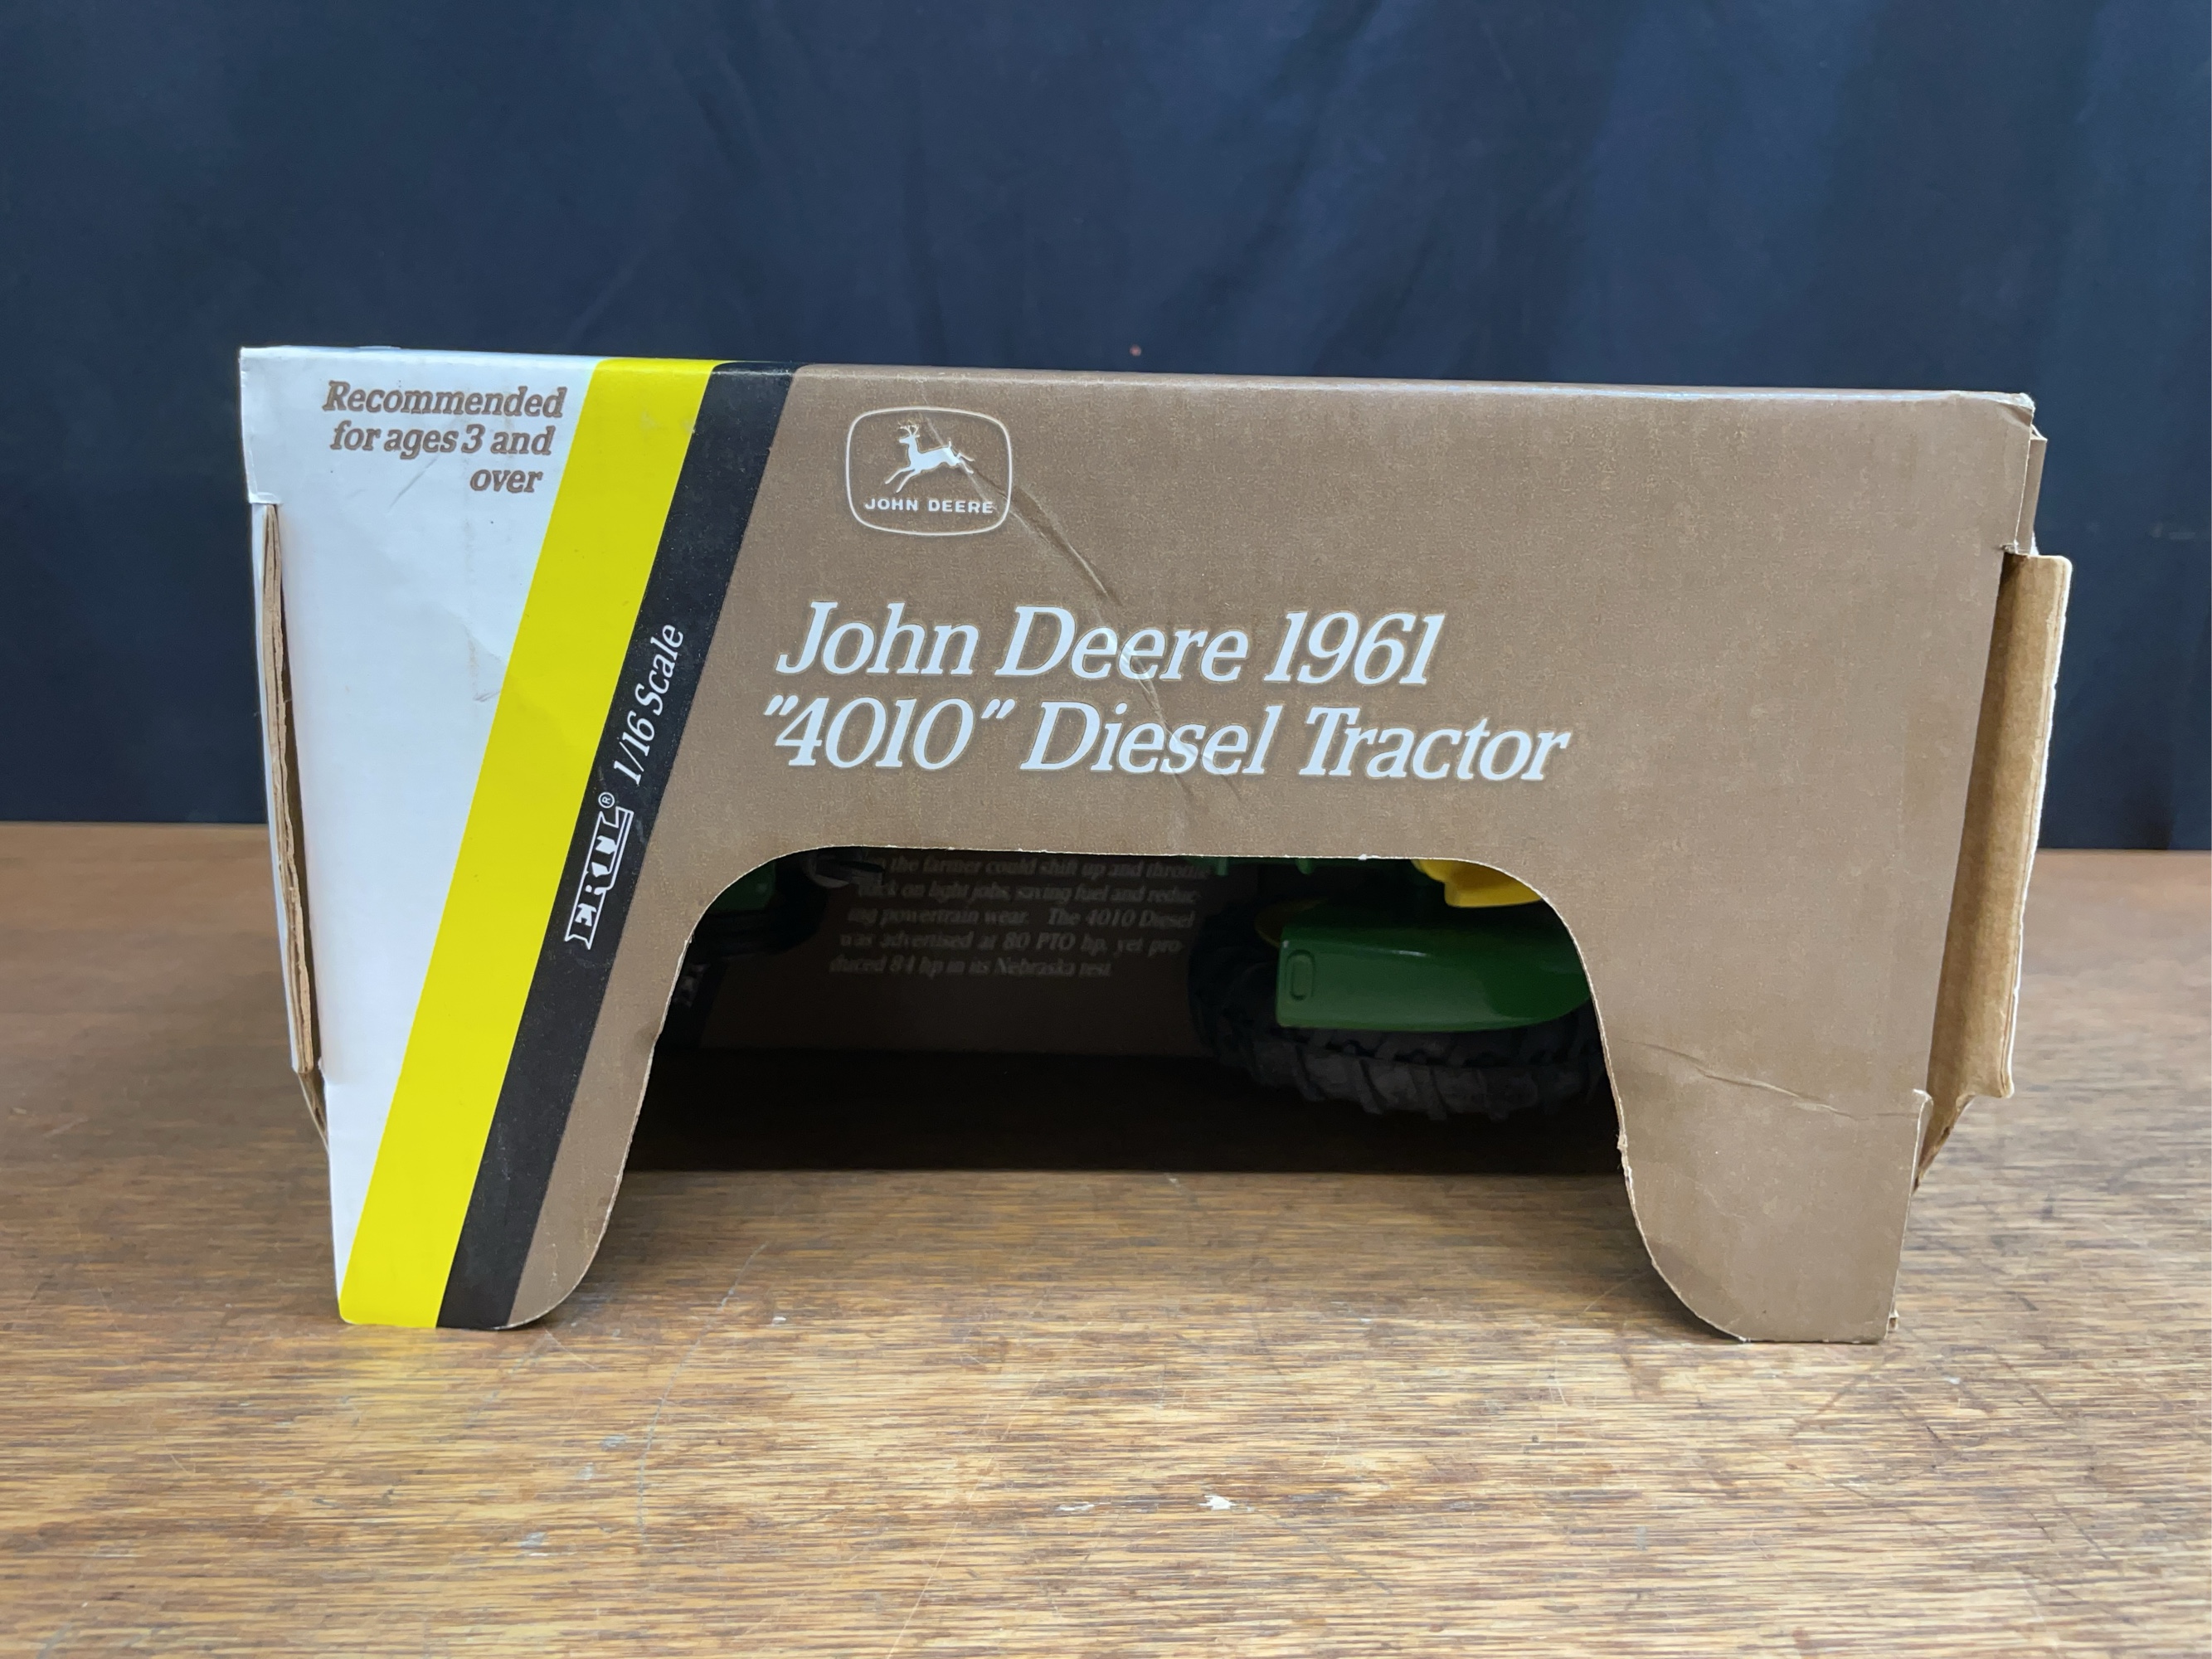 Recommended
for ages 3 and
over
JOHN DEERE
John Deere 1961
"4010" Diesel Tractor
ERTL® 1/16 Scale
the farmer could shift up and throttle
back on light jobs, saving fuel and reduc-
ing powertrain wear. The 4010 Diesel
was advertised at 80 PTO hp, yet pro-
duced 84 hp in its Nebraska test.